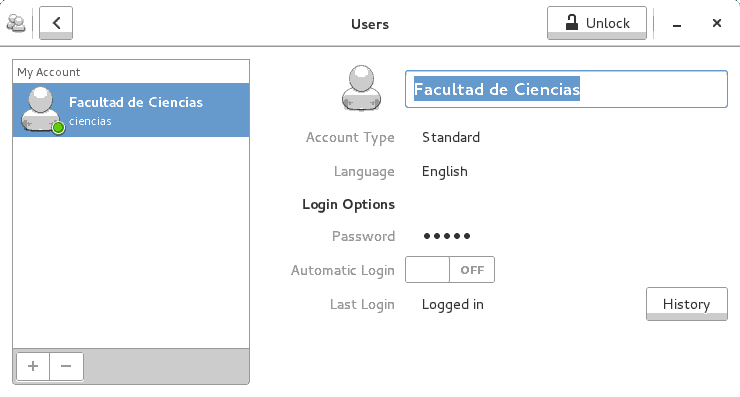 Users
Unlock
My Account
Facultad de Ciencias
ciencias
Facultad de Ciencias
Account Type Standard
Language English
Login Options
Password •••••
Automatic Login OFF
Last Login Logged in
History